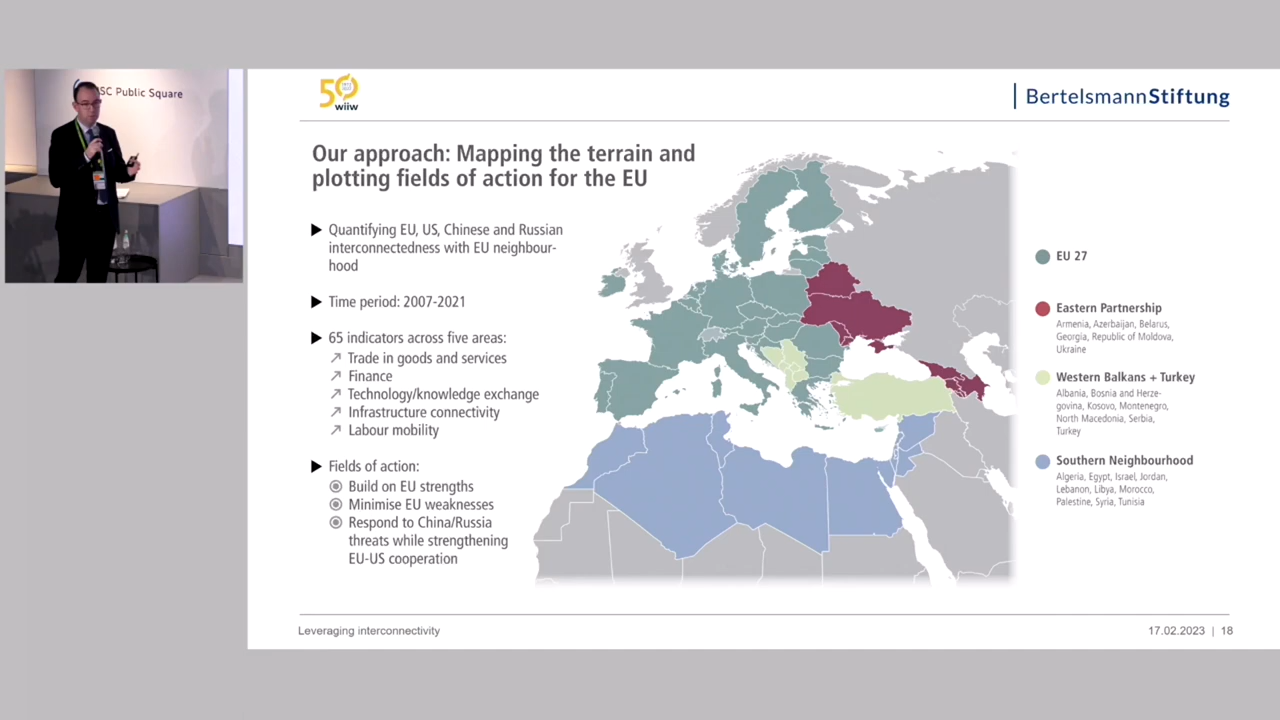 SC Public Square
50
wiiw
BertelsmannStiftung
Our approach: Mapping the terrain and
plotting fields of action for the EU
Quantifying EU, US, Chinese and Russian
interconnectedness with EU neighbour-
hood
Time period: 2007-2021
65 indicators across five areas:
Trade in goods and services
Finance
Technology/knowledge exchange
Infrastructure connectivity
Labour mobility
Fields of action:
Build on EU strengths
Minimise EU weaknesses
Respond to China/Russia
threats while strengthening
EU-US cooperation
EU 27
Eastern Partnership
Armenia, Azerbaijan, Belarus,
Georgia, Republic of Moldova,
Ukraine
Western Balkans + Turkey
Albania, Bosnia and Herze-
govina, Kosovo, Montenegro,
North Macedonia, Serbia,
Turkey
Southern Neighbourhood
Algeria, Egypt, Israel, Jordan,
Lebanon, Libya, Morocco,
Palestine, Syria, Tunisia
Leveraging interconnectivity
17.02.2023 | 18